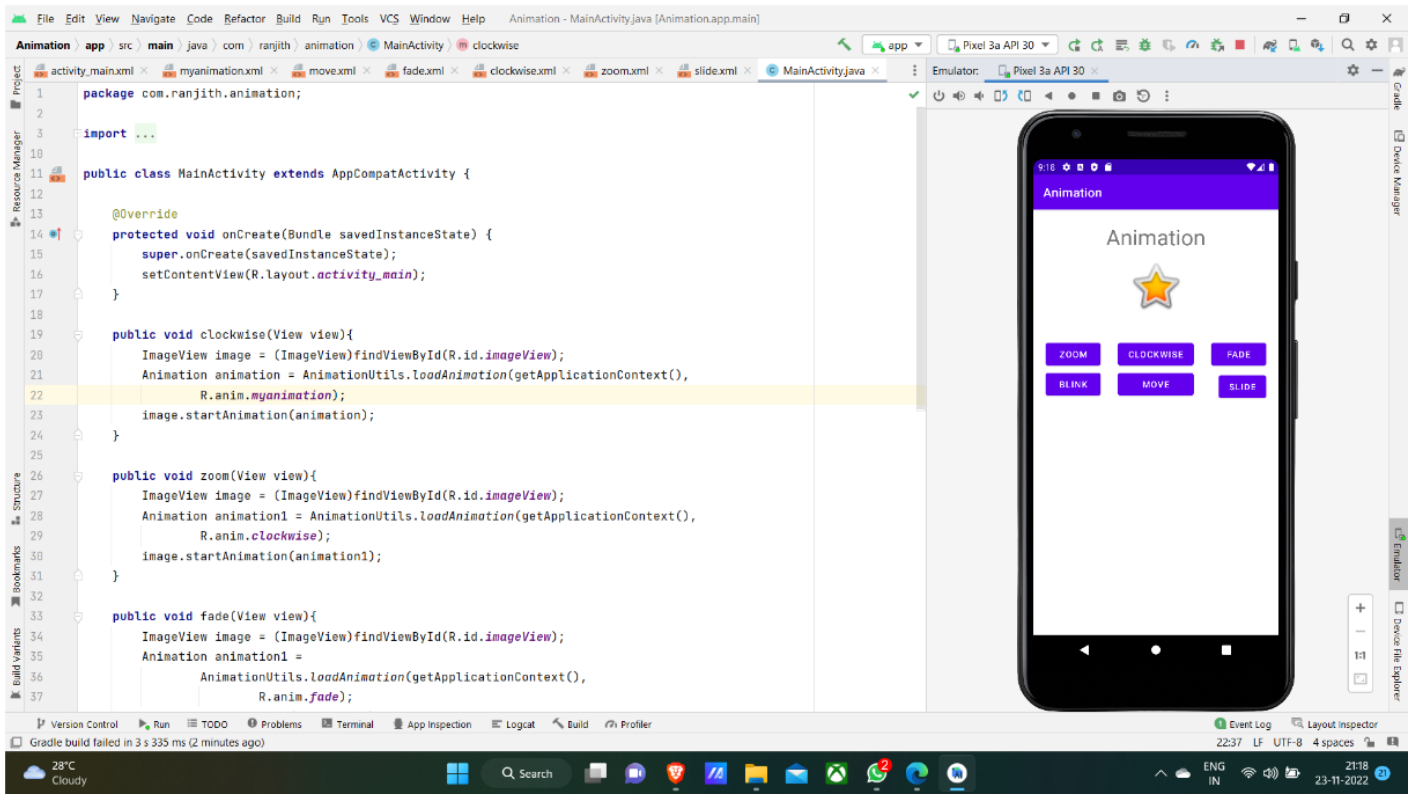 File Edit View Navigate Code Refactor Build Run Tools VCS Window Help Animation - MainActivity.java [Animation.app.main]
Animation app src main java com ranjith animation MainActivity clockwise app Pixel 3a API 30
activity_main.xml myanimation.xml move.xml fade.xml clockwise.xml zoom.xml slide.xml MainActivity.java Emulator: Pixel 3a API 30
1 package com.ranjith.animation;
2
3 import ...
10
11 public class MainActivity extends AppCompatActivity {
12
13 @Override
14 protected void onCreate(Bundle savedInstanceState) {
15 super.onCreate(savedInstanceState);
16 setContentView(R.layout.activity_main);
17 }
18
19 public void clockwise(View view){
20 ImageView image = (ImageView)findViewById(R.id.imageView);
21 Animation animation = AnimationUtils.loadAnimation(getApplicationContext(),
22 R.anim.myanimation);
23 image.startAnimation(animation);
24 }
25
26 public void zoom(View view){
27 ImageView image = (ImageView)findViewById(R.id.imageView);
28 Animation animation1 = AnimationUtils.loadAnimation(getApplicationContext(),
29 R.anim.clockwise);
30 image.startAnimation(animation1);
31 }
32
33 public void fade(View view){
34 ImageView image = (ImageView)findViewById(R.id.imageView);
35 Animation animation1 =
36 AnimationUtils.loadAnimation(getApplicationContext(),
37 R.anim.fade);
Project
Resource Manager
Structure
Bookmarks
Build Variants
9:18
Animation
Animation
ZOOM CLOCKWISE FADE
BLINK MOVE SLIDE
1:1
Gradle
Device Manager
Emulator
Device File Explorer
Version Control Run TODO Problems Terminal App Inspection Logcat Build Profiler 1 Event Log Layout Inspector
Gradle build failed in 3 s 335 ms (2 minutes ago) 22:37 LF UTF-8 4 spaces
28°C
Cloudy
Search
2
ENG
IN
21:18
23-11-2022
21